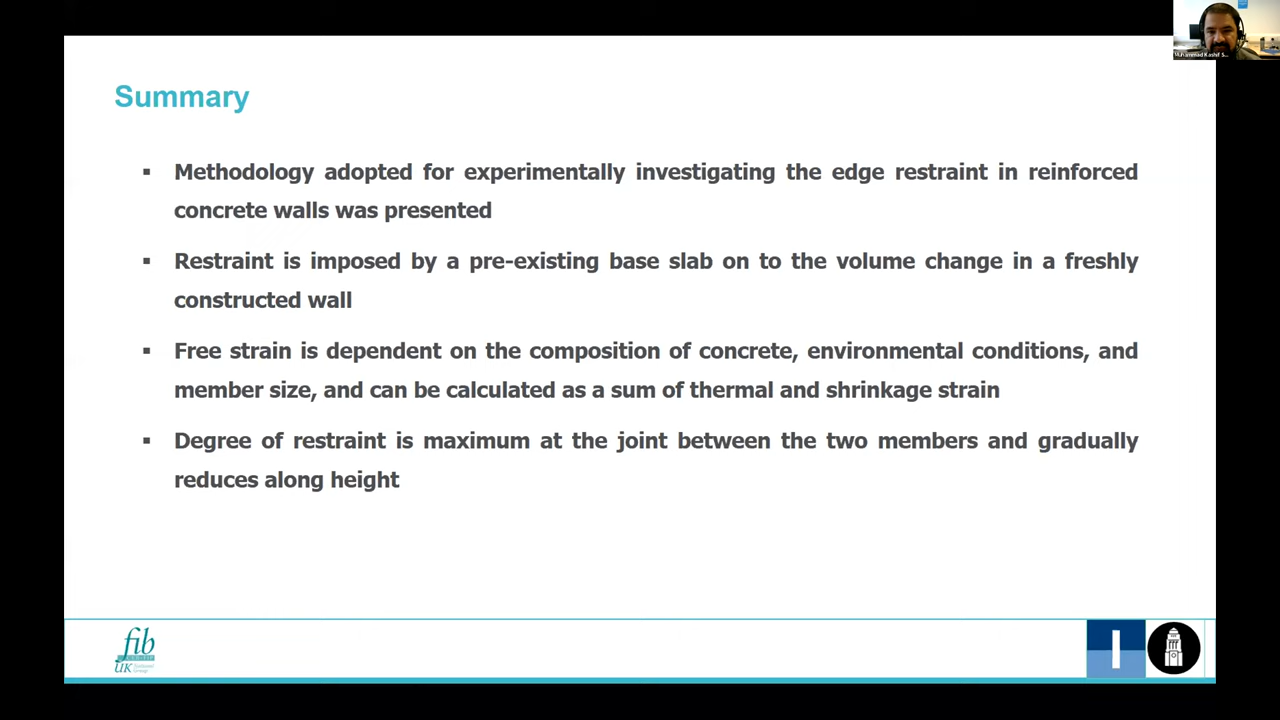 Muhammad Kashif S...
Summary
▪ Methodology adopted for experimentally investigating the edge restraint in reinforced
concrete walls was presented
▪ Restraint is imposed by a pre-existing base slab on to the volume change in a freshly
constructed wall
▪ Free strain is dependent on the composition of concrete, environmental conditions, and
member size, and can be calculated as a sum of thermal and shrinkage strain
▪ Degree of restraint is maximum at the joint between the two members and gradually
reduces along height
fib
UK